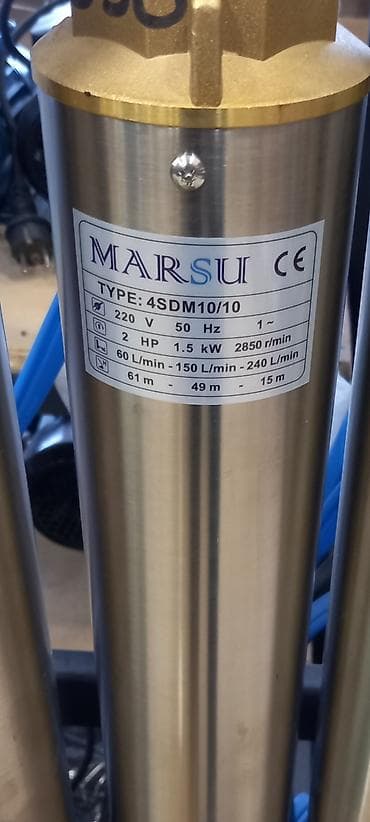 MARSU CE
TYPE: 4SDM10/10
220 V 50 Hz 1~
2 HP 1.5 kW 2850 r/min
60 L/min - 150 L/min - 240 L/min
61 m - 49 m - 15 m